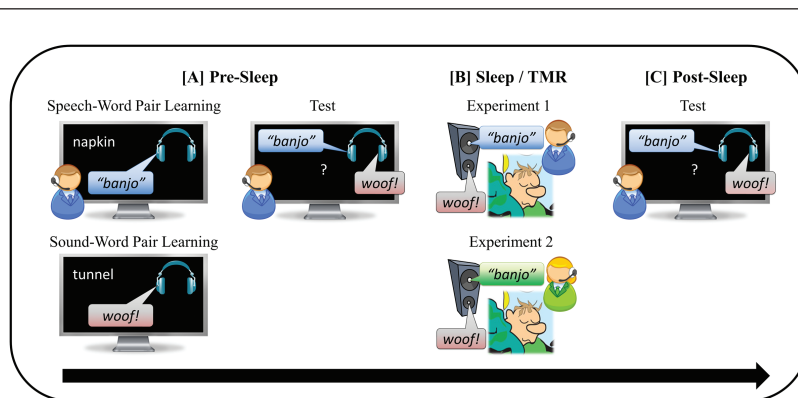 [A] Pre-Sleep
Speech-Word Pair Learning
napkin
“banjo”
Test
“banjo”
?
woof!
Sound-Word Pair Learning
tunnel
woof!
[B] Sleep / TMR
Experiment 1
“banjo”
woof!
Experiment 2
“banjo”
woof!
[C] Post-Sleep
Test
“banjo”
?
woof!